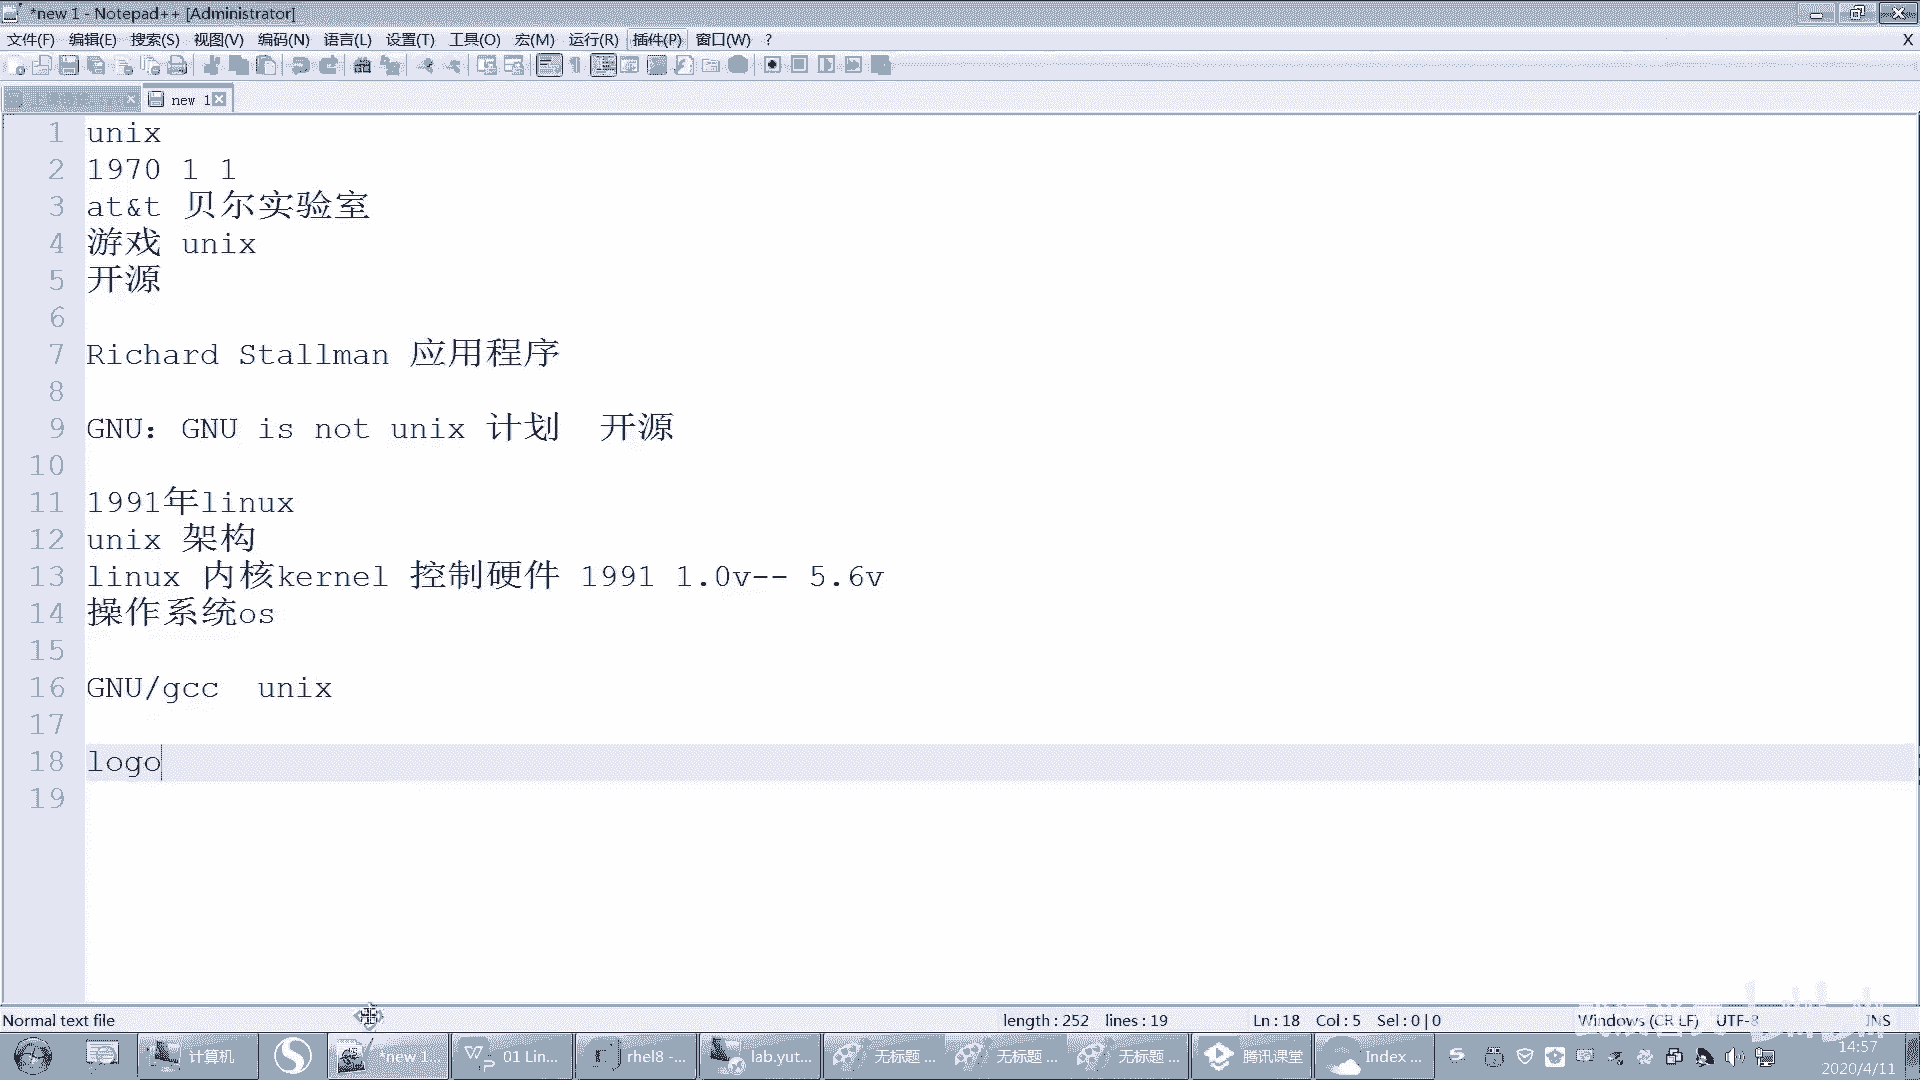 *new 1 - Notepad++ [Administrator]
文件(F) 编辑(E) 搜索(S) 视图(V) 编码(N) 语言(L) 设置(T) 工具(O) 宏(M) 运行(R) 插件(P) 窗口(W) ? X
new 1
1 unix
2 1970 1 1
3 at&t 贝尔实验室
4 游戏 unix
5 开源
6
7 Richard Stallman 应用程序
8
9 GNU: GNU is not unix 计划 开源
10
11 1991年linux
12 unix 架构
13 linux 内核kernel 控制硬件 1991 1.0v-- 5.6v
14 操作系统os
15
16 GNU/gcc unix
17
18 logo
19
Normal text file length : 252 lines : 19 Ln : 18 Col : 5 Sel : 0 | 0 Windows (CR LF) UTF-8 INS
计算机 *new 1... 01 Lin... rhel8 -... lab.yut... 无标题 ... 无标题 ... 无标题 ... 腾讯课堂 Index ... 14:57
2020/4/11